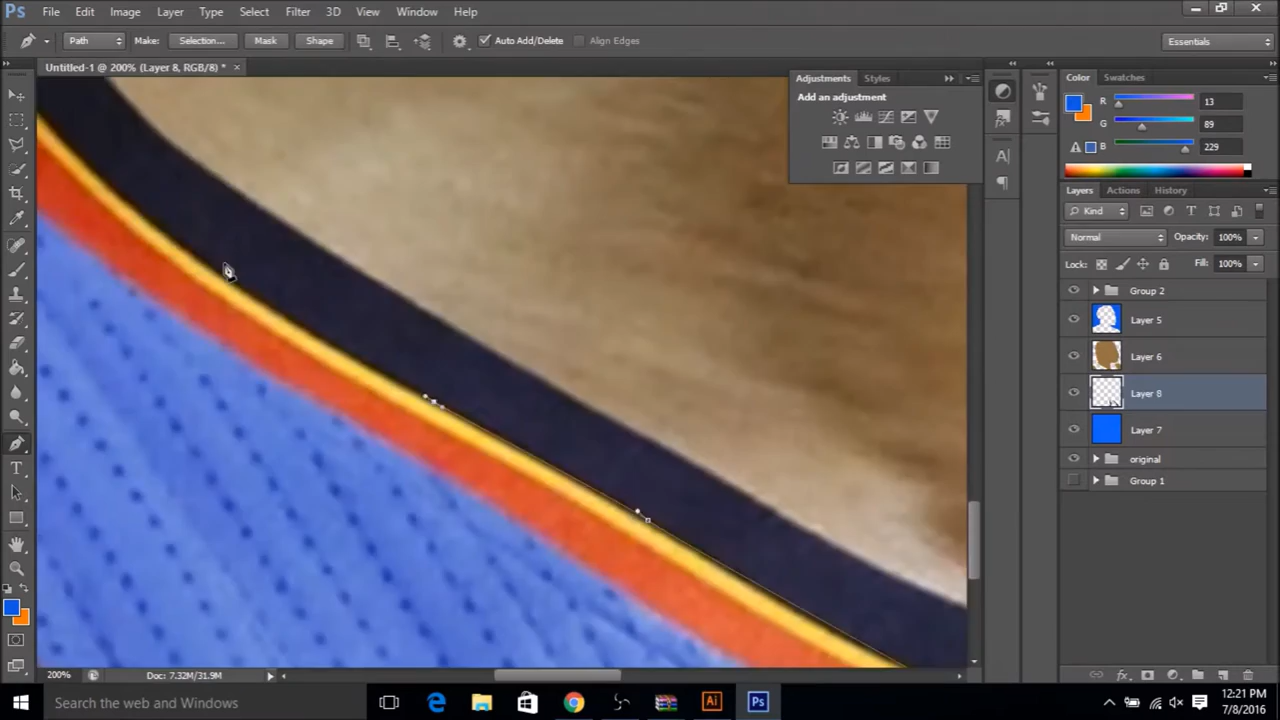 Ps File Edit Image Layer Type Select Filter 3D View Window Help
Path Make: Selection... Mask Shape Auto Add/Delete Align Edges Essentials
Untitled-1 @ 200% (Layer 8, RGB/8) * ×
Adjustments Styles
Add an adjustment
Color Swatches
R 13
G 89
B 229
Layers Actions History
Kind
Normal Opacity: 100%
Lock: Fill: 100%
Group 2
Layer 5
Layer 6
Layer 8
Layer 7
original
Group 1
200% Doc: 7.32M/31.9M
Search the web and Windows
Ai Ps
12:21 PM
7/8/2016